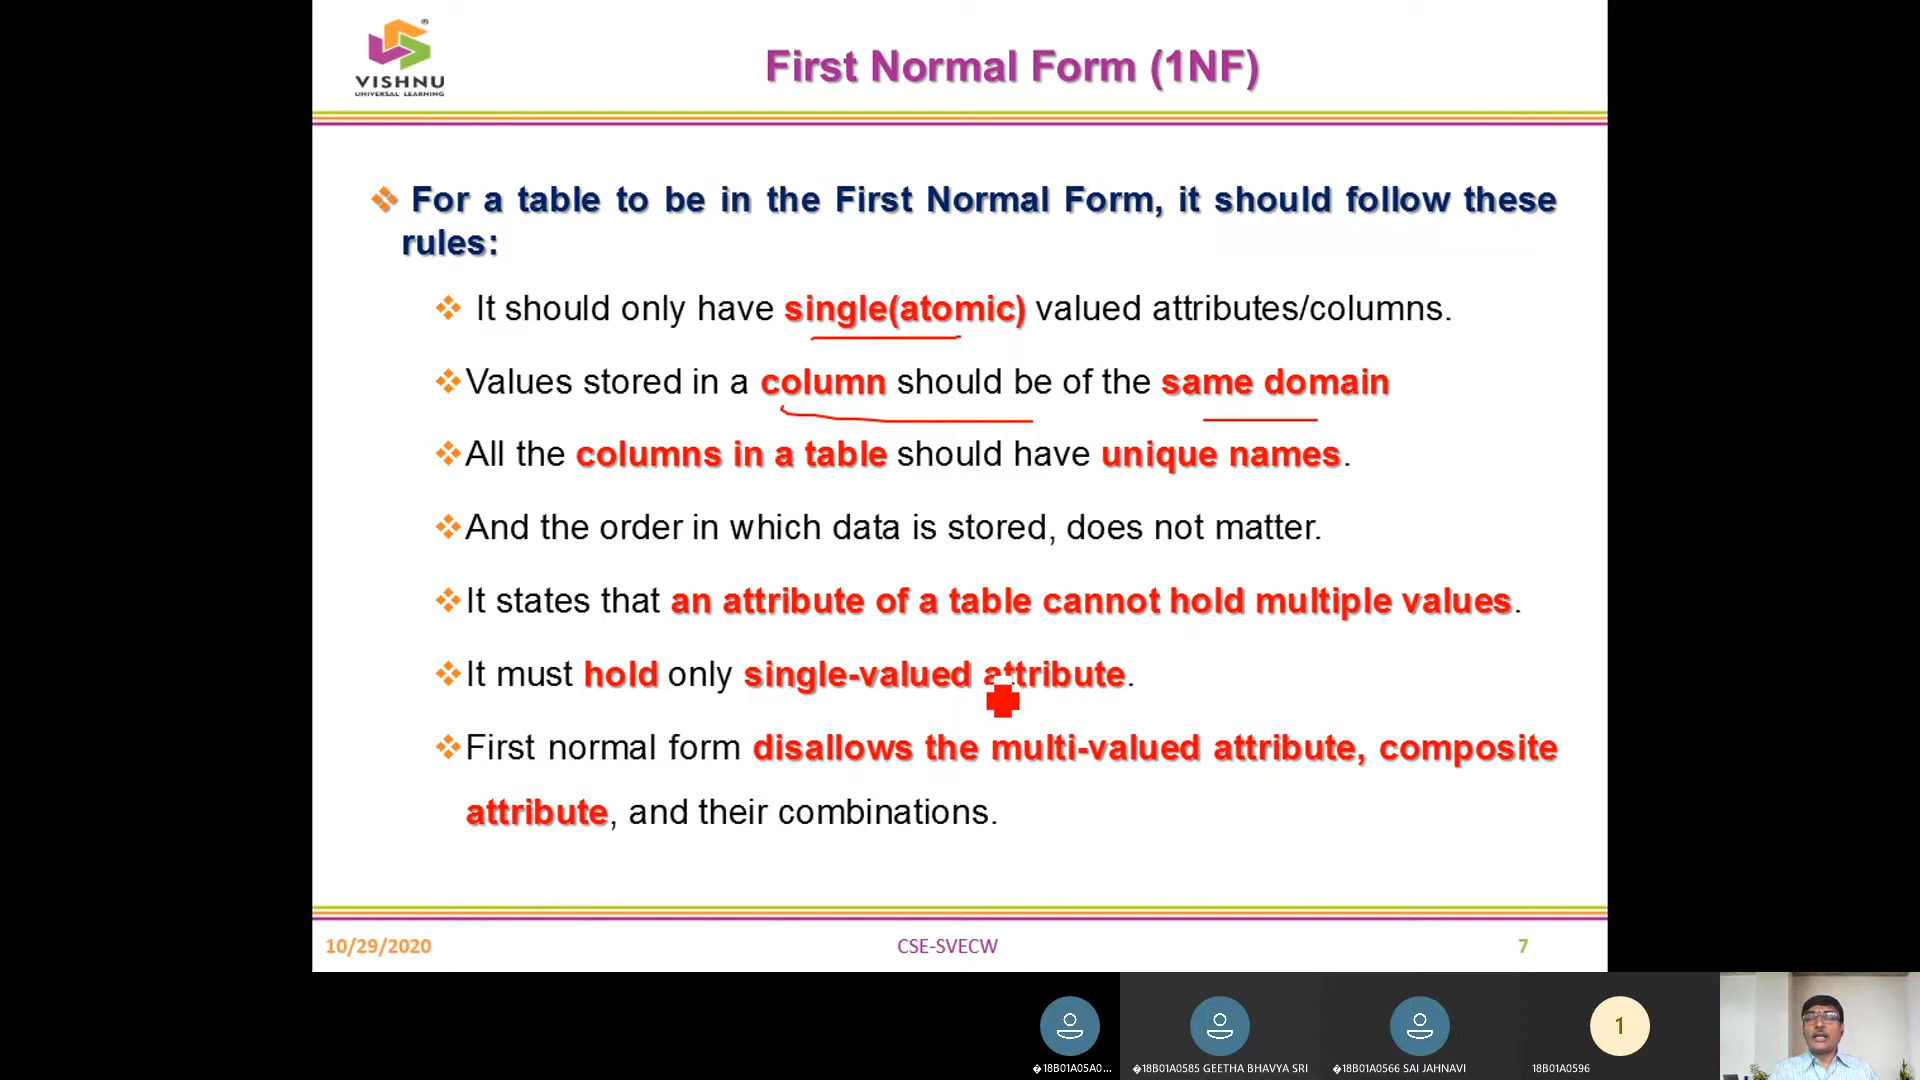 VISHNU
UNIVERSAL LEARNING
First Normal Form (1NF)
For a table to be in the First Normal Form, it should follow these
rules:
It should only have single(atomic) valued attributes/columns.
Values stored in a column should be of the same domain
All the columns in a table should have unique names.
And the order in which data is stored, does not matter.
It states that an attribute of a table cannot hold multiple values.
It must hold only single-valued attribute.
First normal form disallows the multi-valued attribute, composite
attribute, and their combinations.
10/29/2020
CSE-SVECW
7
1
�18B01A05A0...
�18B01A0585 GEETHA BHAVYA SRI
�18B01A0566 SAI JAHNAVI
18B01A0596